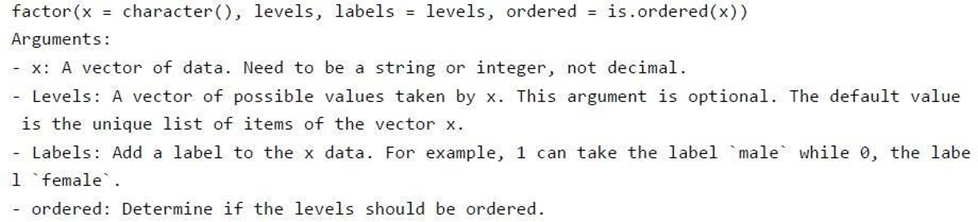 factor(x = character(), levels, labels = levels, ordered = is.ordered(x))
Arguments:
- x: A vector of data. Need to be a string or integer, not decimal.
- Levels: A vector of possible values taken by x. This argument is optional. The default value
is the unique list of items of the vector x.
- Labels: Add a label to the x data. For example, 1 can take the label `male` while 0, the labe
l `female`.
- ordered: Determine if the levels should be ordered.